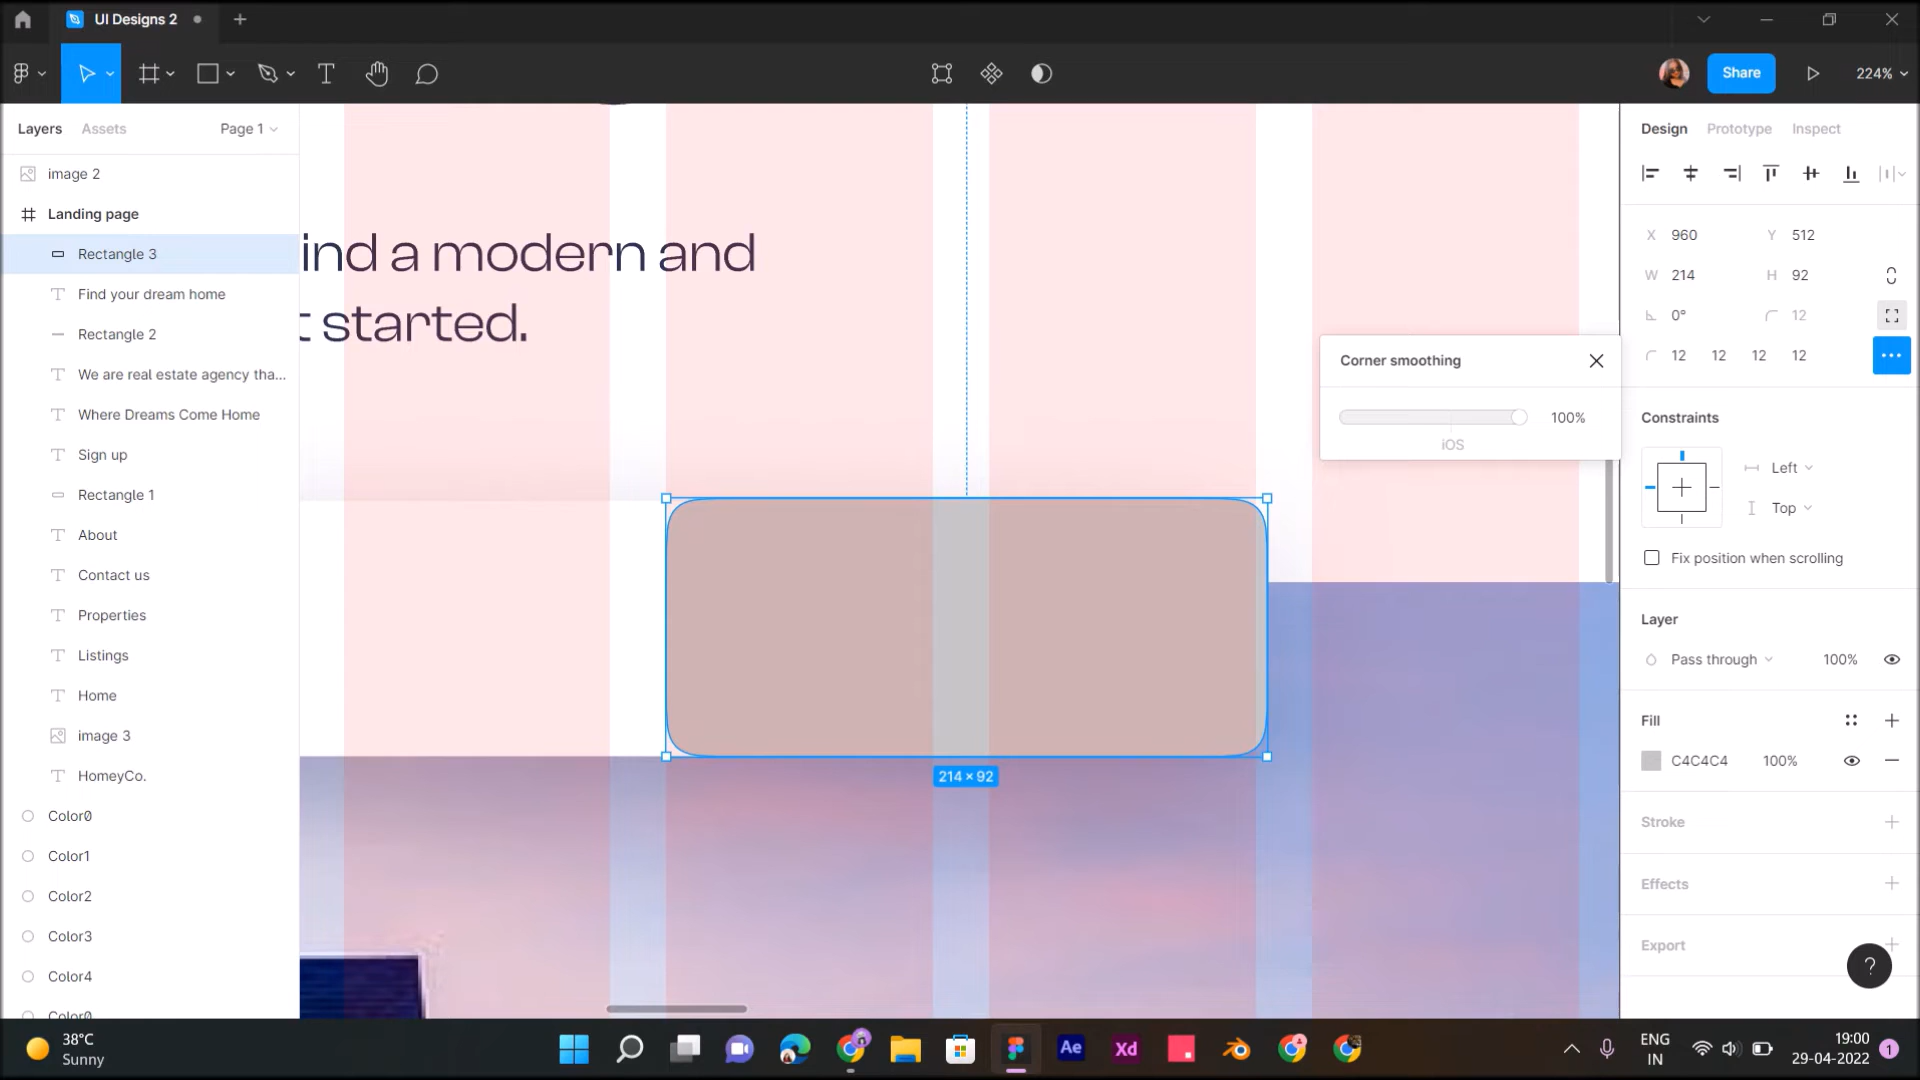 UI Designs 2
Share
224%
Layers
Assets
Page 1
Design
Prototype
Inspect
image 2
Landing page
Rectangle 3
Find your dream home
Rectangle 2
We are real estate agency tha...
Where Dreams Come Home
Sign up
Rectangle 1
About
Contact us
Properties
Listings
Home
image 3
HomeyCo.
Color0
Color1
Color2
Color3
Color4
Color0
ind a modern and
t started.
214 × 92
Corner smoothing
100%
iOS
X 960 Y 512
W 214 H 92
0° 12
12 12 12 12
Constraints
Left
Top
Fix position when scrolling
Layer
Pass through 100%
Fill
C4C4C4 100%
Stroke
Effects
Export
?
38°C
Sunny
Ae
Xd
ENG
IN
19:00
29-04-2022
1